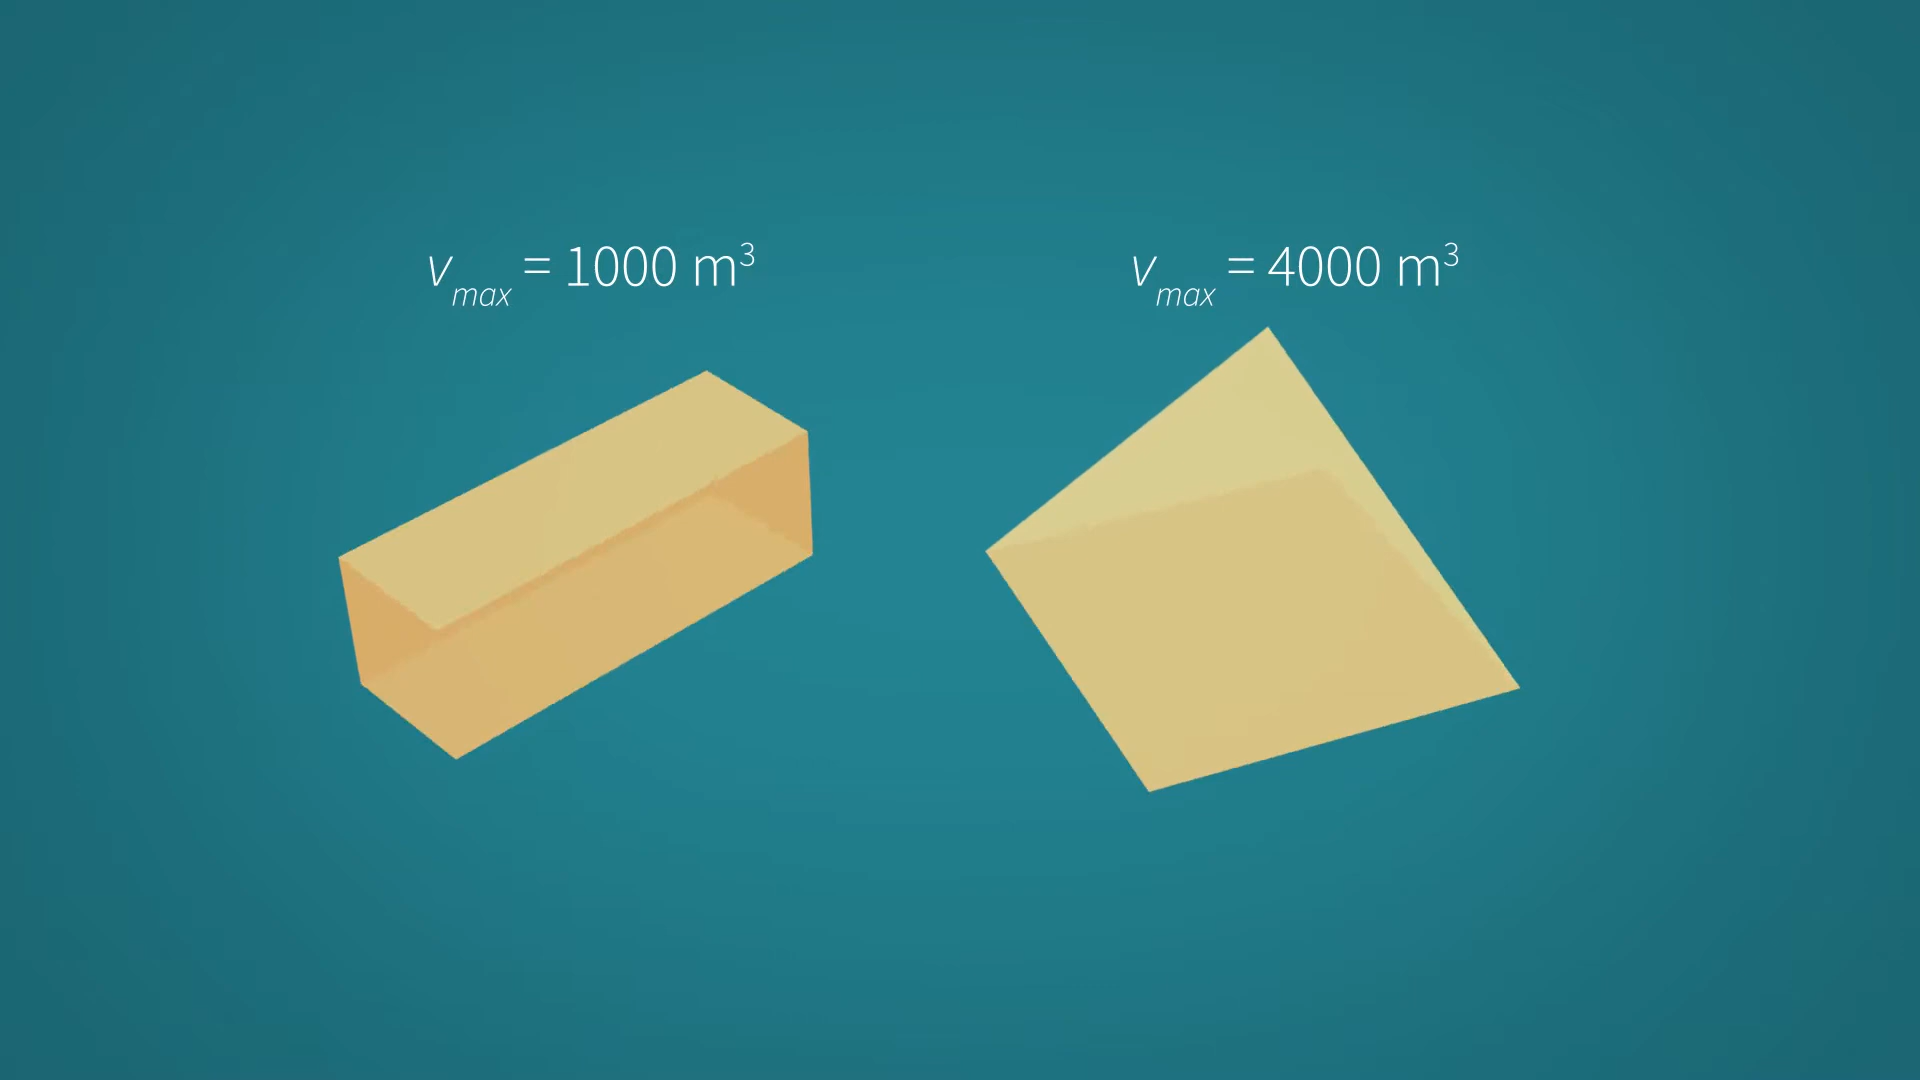 v_max = 1000 m³
v_max = 4000 m³